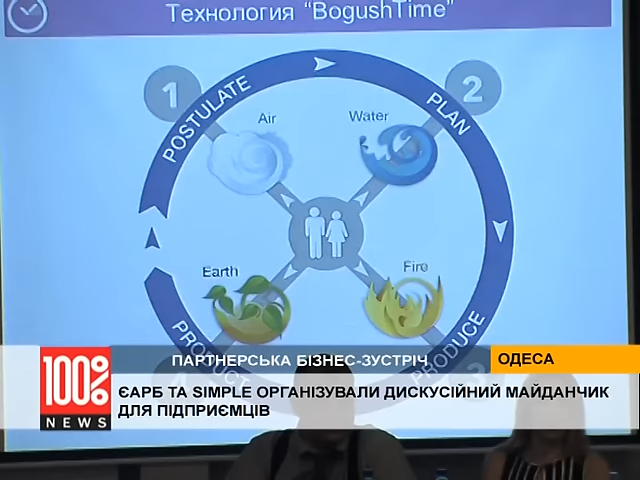 Технология “BogushTime”
1
2
POSTULATE
PLAN
Air
Water
Earth
Fire
PRODUCT
PRODUCE
3
ПАРТНЕРСЬКА БІЗНЕС-ЗУСТРІЧ
ОДЕСА
100%
NEWS
ЄАРБ ТА SIMPLE ОРГАНІЗУВАЛИ ДИСКУСІЙНИЙ МАЙДАНЧИК
ДЛЯ ПІДПРИЄМЦІВ